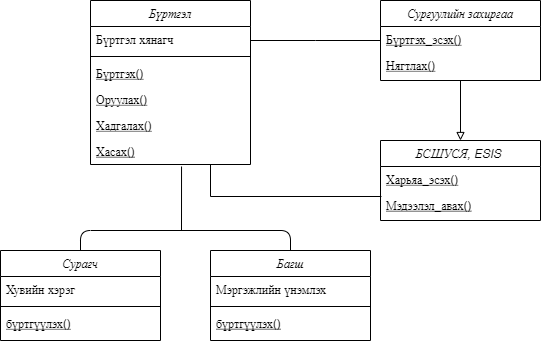 Бүртгэл
Бүртгэл хянагч
Бүртгэх()
Оруулах()
Хадгалах()
Хасах()
Сургуулийн захиргаа
Бүртгэх_эсэх()
Нягтлах()
БСШУСЯ, ESIS
Харьяа_эсэх()
Мэдээлэл_авах()
Сурагч
Хувийн хэрэг
бүртгүүлэх()
Багш
Мэргэжлийн үнэмлэх
бүртгүүлэх()